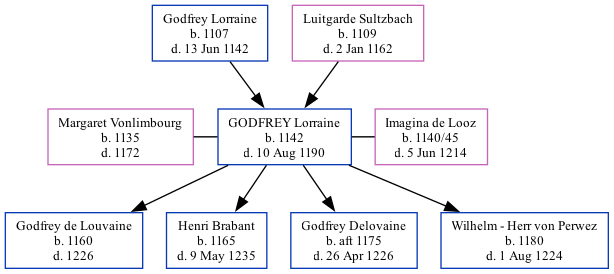 Godfrey Lorraine
b. 1107
d. 13 Jun 1142
Luitgarde Sultzbach
b. 1109
d. 2 Jan 1162
Margaret Vonlimbourg
b. 1135
d. 1172
GODFREY Lorraine
b. 1142
d. 10 Aug 1190
Imagina de Looz
b. 1140/45
d. 5 Jun 1214
Godfrey de Louvaine
b. 1160
d. 1226
Henri Brabant
b. 1165
d. 9 May 1235
Godfrey Delovaine
b. aft 1175
d. 26 Apr 1226
Wilhelm - Herr von Perwez
b. 1180
d. 1 Aug 1224